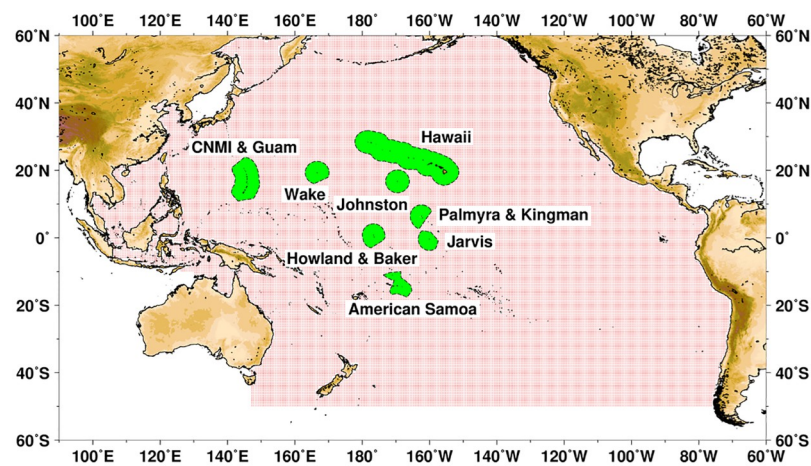 100°E 120°E 140°E 160°E 180° 160°W 140°W 120°W 100°W 80°W 60°W
60°N 60°N
40°N 40°N
Hawaii
CNMI & Guam
20°N 20°N
Wake
Johnston
Palmyra & Kingman
0° 0°
Jarvis
Howland & Baker
American Samoa
20°S 20°S
40°S 40°S
60°S 60°S
100°E 120°E 140°E 160°E 180° 160°W 140°W 120°W 100°W 80°W 60°W